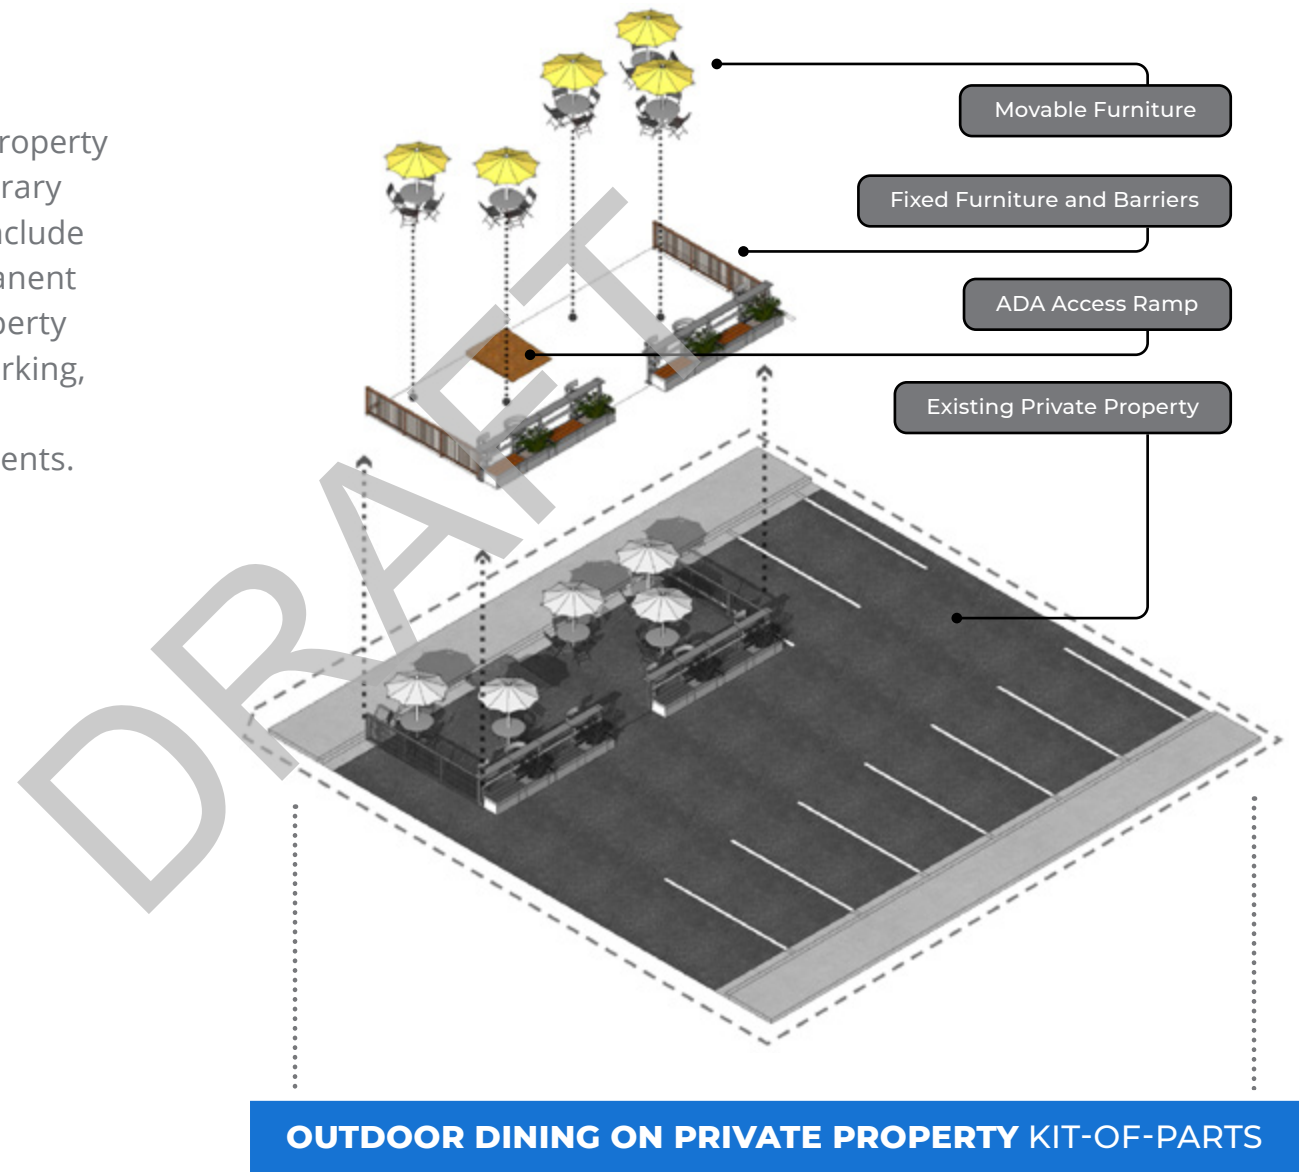 roperty
rary
nclude
anent
perty
rking,
ents.
Movable Furniture
Fixed Furniture and Barriers
ADA Access Ramp
Existing Private Property
DRAFT
OUTDOOR DINING ON PRIVATE PROPERTY KIT-OF-PARTS